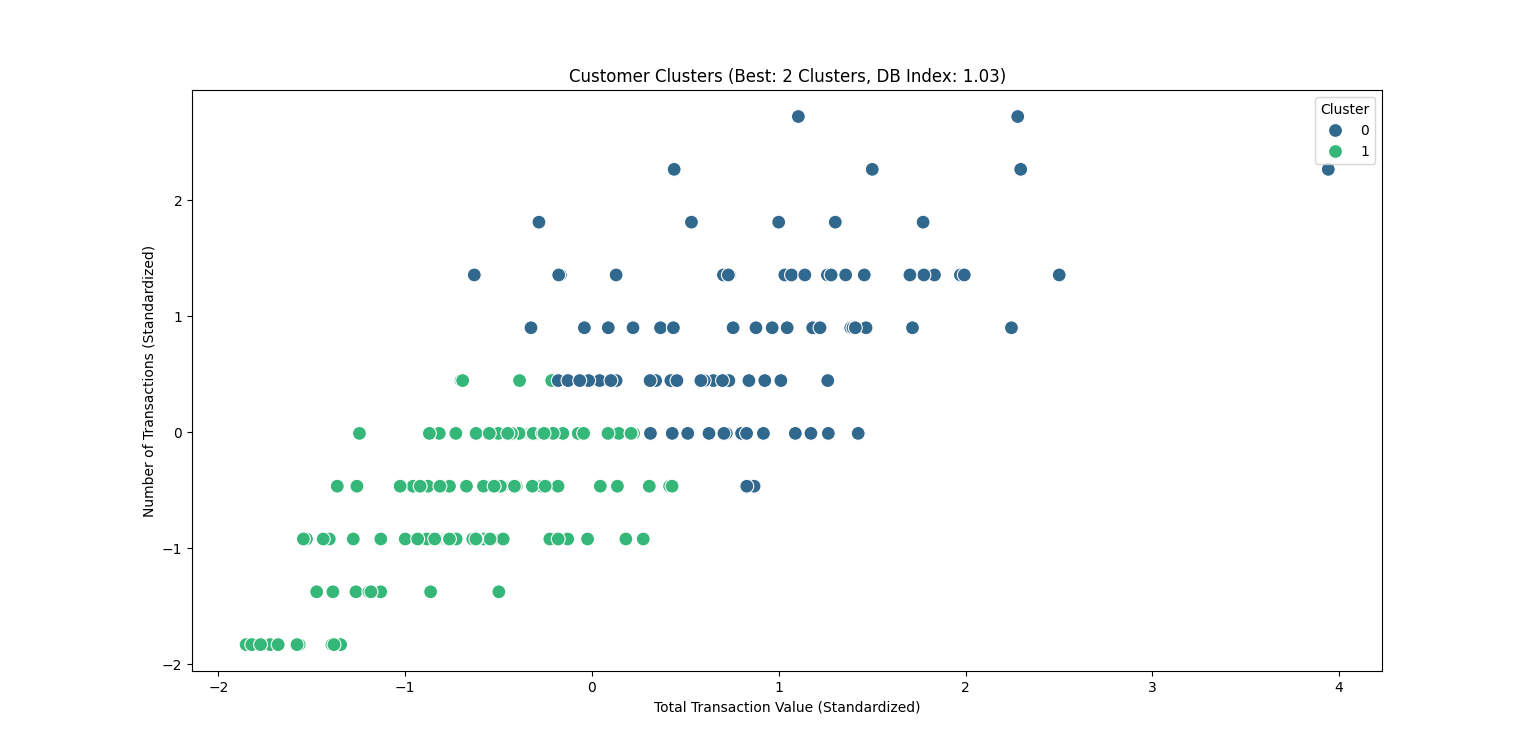 Customer Clusters (Best: 2 Clusters, DB Index: 1.03)
Cluster
0
1
Number of Transactions (Standardized)
2
1
0
−1
−2
−2 −1 0 1 2 3 4
Total Transaction Value (Standardized)